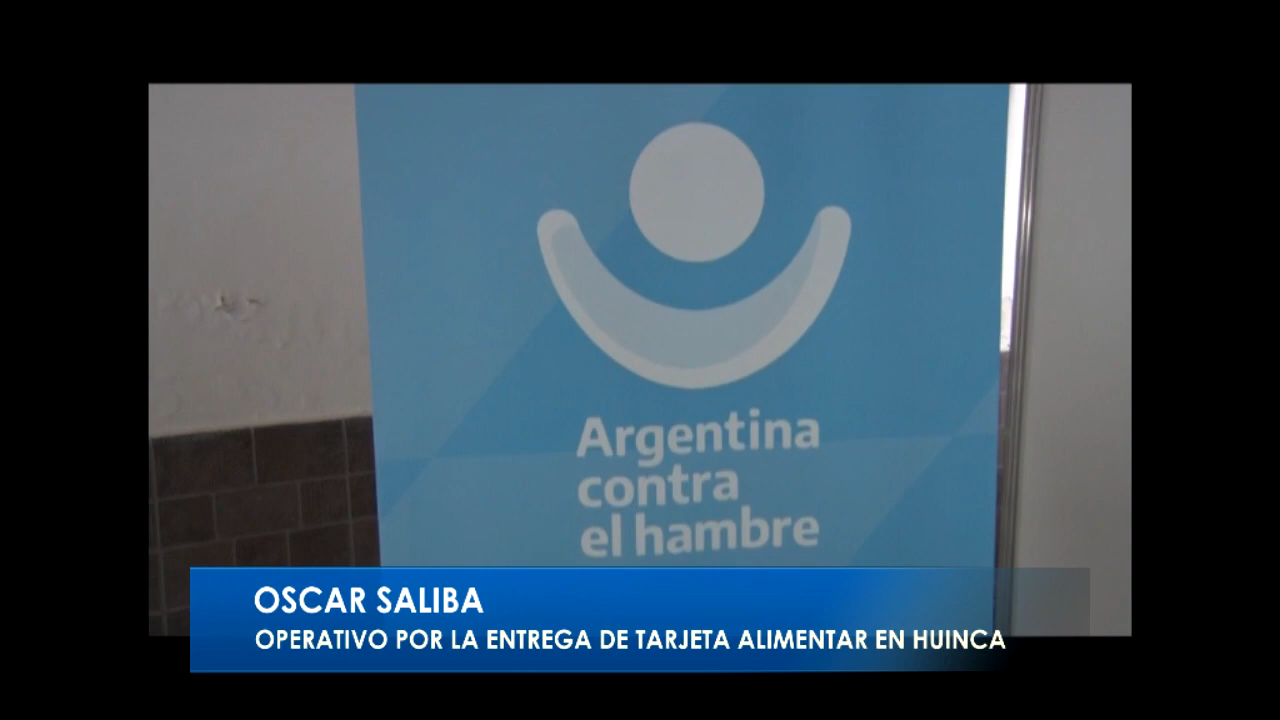 Argentina
contra
el hambre
OSCAR SALIBA
OPERATIVO POR LA ENTREGA DE TARJETA ALIMENTAR EN HUINCA